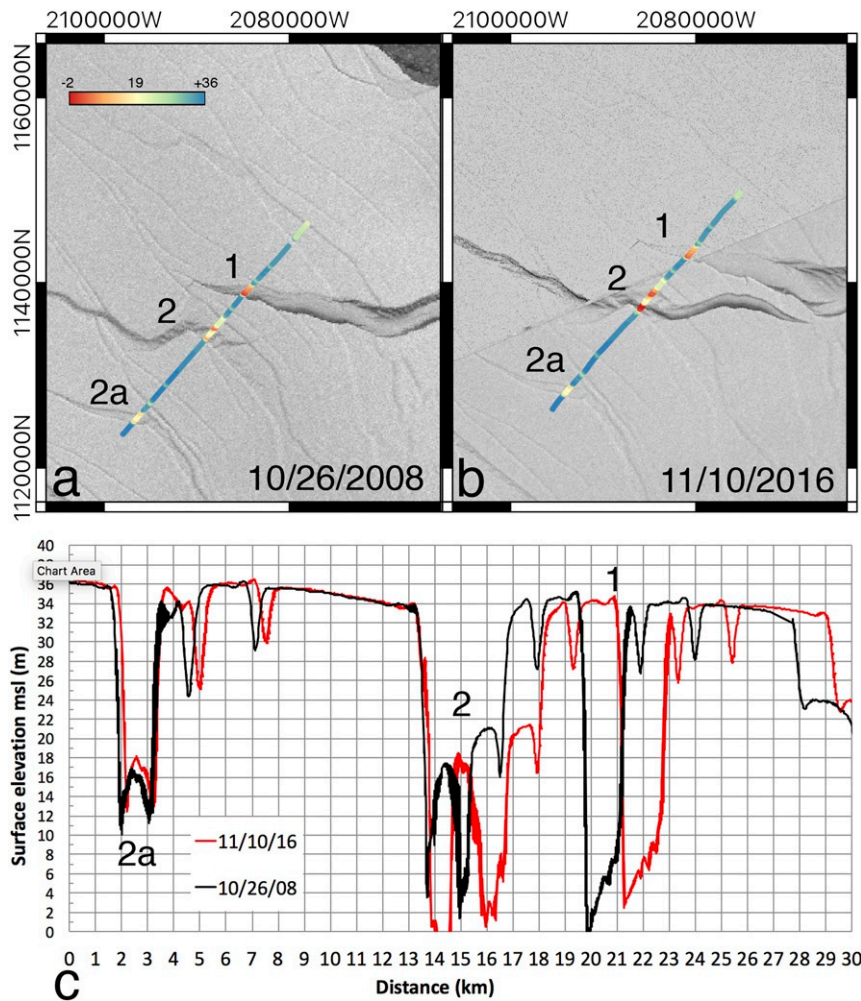 2100000W 2080000W 2100000W 2080000W
1160000N
1140000N
1120000N
-2 19 +36
1
2
2a
a
10/26/2008
1
2
2a
b
11/10/2016
Surface elevation msl (m)
40
38
36
34
32
30
28
26
24
22
20
18
16
14
12
10
8
6
4
2
0
Chart Area
1
2
2a
11/10/16
10/26/08
0 1 2 3 4 5 6 7 8 9 10 11 12 13 14 15 16 17 18 19 20 21 22 23 24 25 26 27 28 29 30
Distance (km)
c